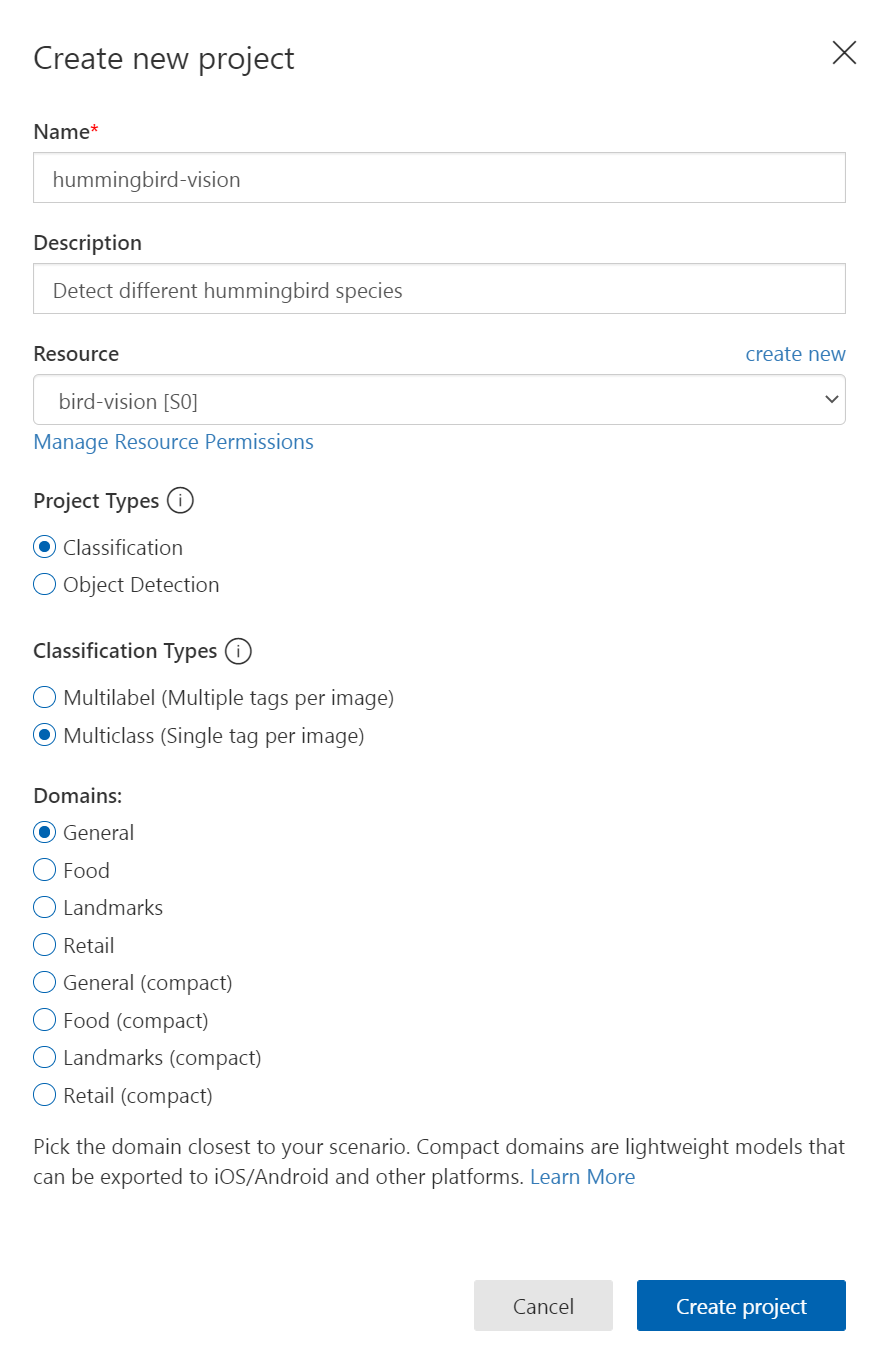 Create new project
Name*
hummingbird-vision
Description
Detect different hummingbird species
Resource
create new
bird-vision [S0]
Manage Resource Permissions
Project Types i
Classification
Object Detection
Classification Types i
Multilabel (Multiple tags per image)
Multiclass (Single tag per image)
Domains:
General
Food
Landmarks
Retail
General (compact)
Food (compact)
Landmarks (compact)
Retail (compact)
Pick the domain closest to your scenario. Compact domains are lightweight models that
can be exported to iOS/Android and other platforms. Learn More
Cancel
Create project